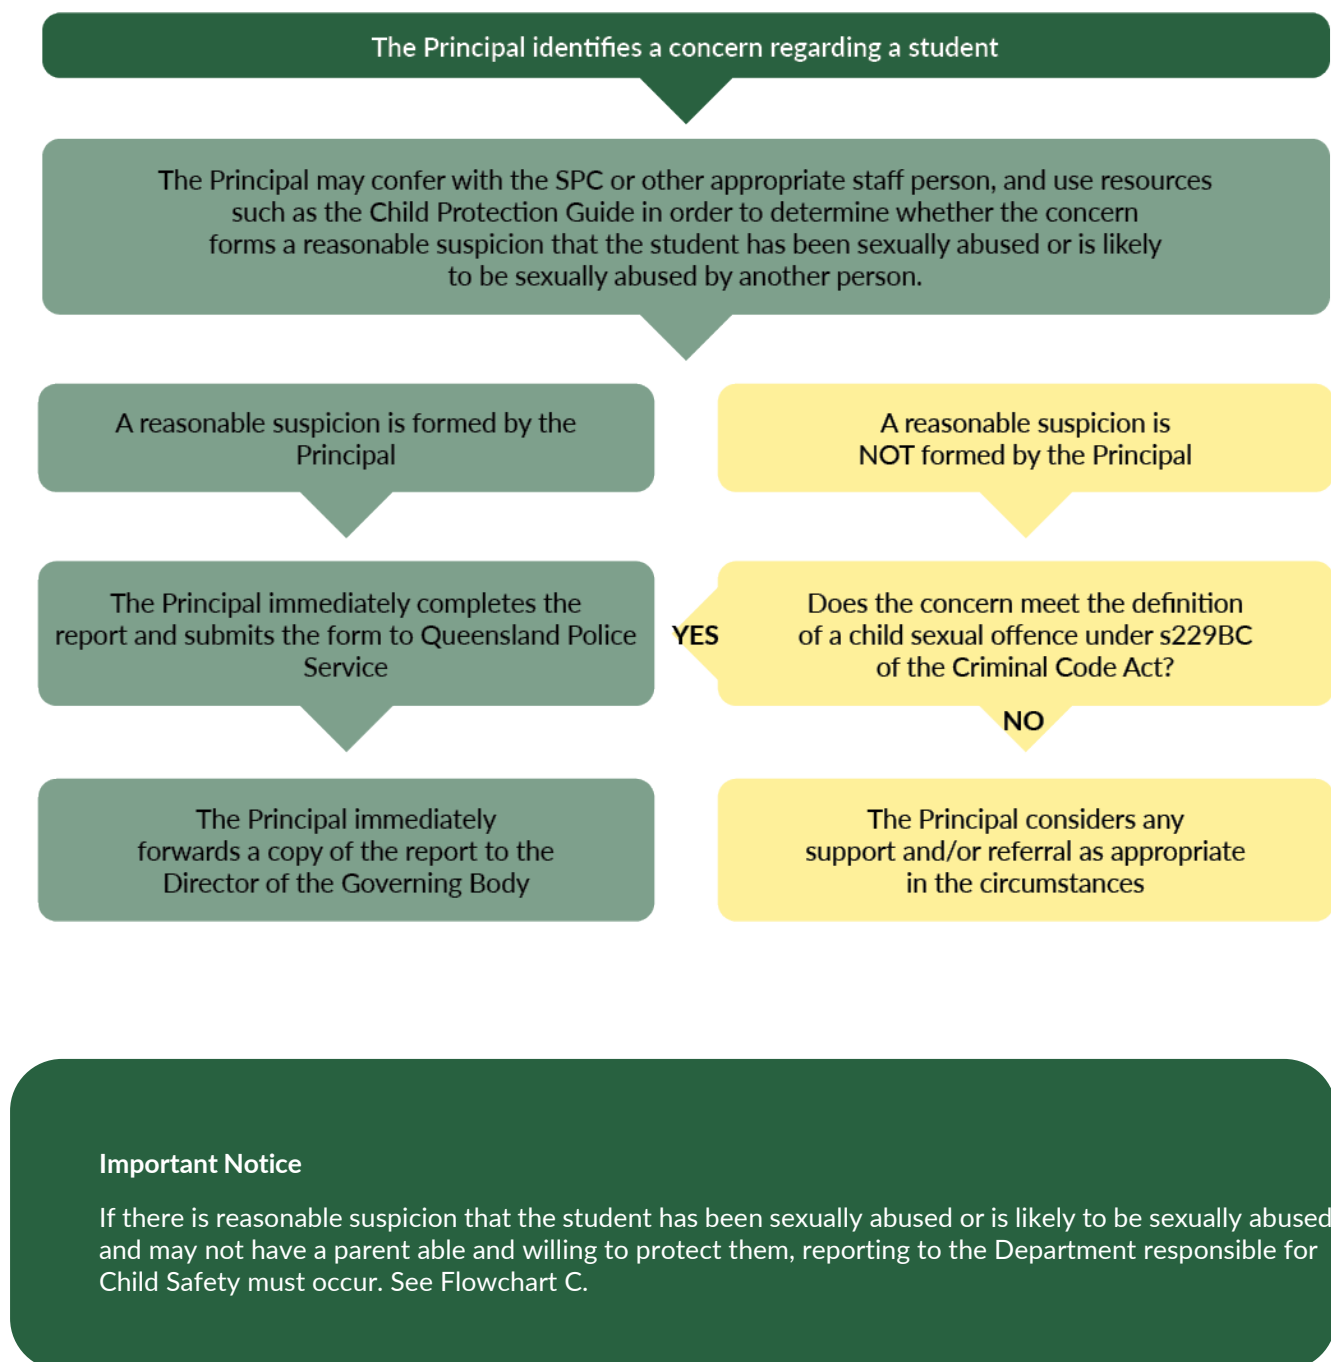 The Principal identifies a concern regarding a student
The Principal may confer with the SPC or other appropriate staff person, and use resources
such as the Child Protection Guide in order to determine whether the concern
forms a reasonable suspicion that the student has been sexually abused or is likely
to be sexually abused by another person.
A reasonable suspicion is formed by the
Principal
A reasonable suspicion is
NOT formed by the Principal
The Principal immediately completes the
report and submits the form to Queensland Police
Service
YES
Does the concern meet the definition
of a child sexual offence under s229BC
of the Criminal Code Act?
NO
The Principal immediately
forwards a copy of the report to the
Director of the Governing Body
The Principal considers any
support and/or referral as appropriate
in the circumstances
Important Notice
If there is reasonable suspicion that the student has been sexually abused or is likely to be sexually abused
and may not have a parent able and willing to protect them, reporting to the Department responsible for
Child Safety must occur. See Flowchart C.